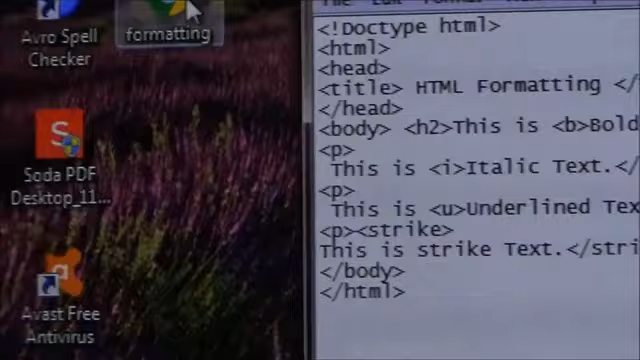 Avro Spell
Checker
formatting
Soda PDF
Desktop_11...
Avast Free
Antivirus
<!Doctype html>
<html>
<head>
<title> HTML Formatting </
</head>
<body> <h2>This is <b>Bold
<p>
This is <i>Italic Text.</
<p>
This is <u>Underlined Tex
<p><strike>
This is strike Text.</stri
</body>
</html>